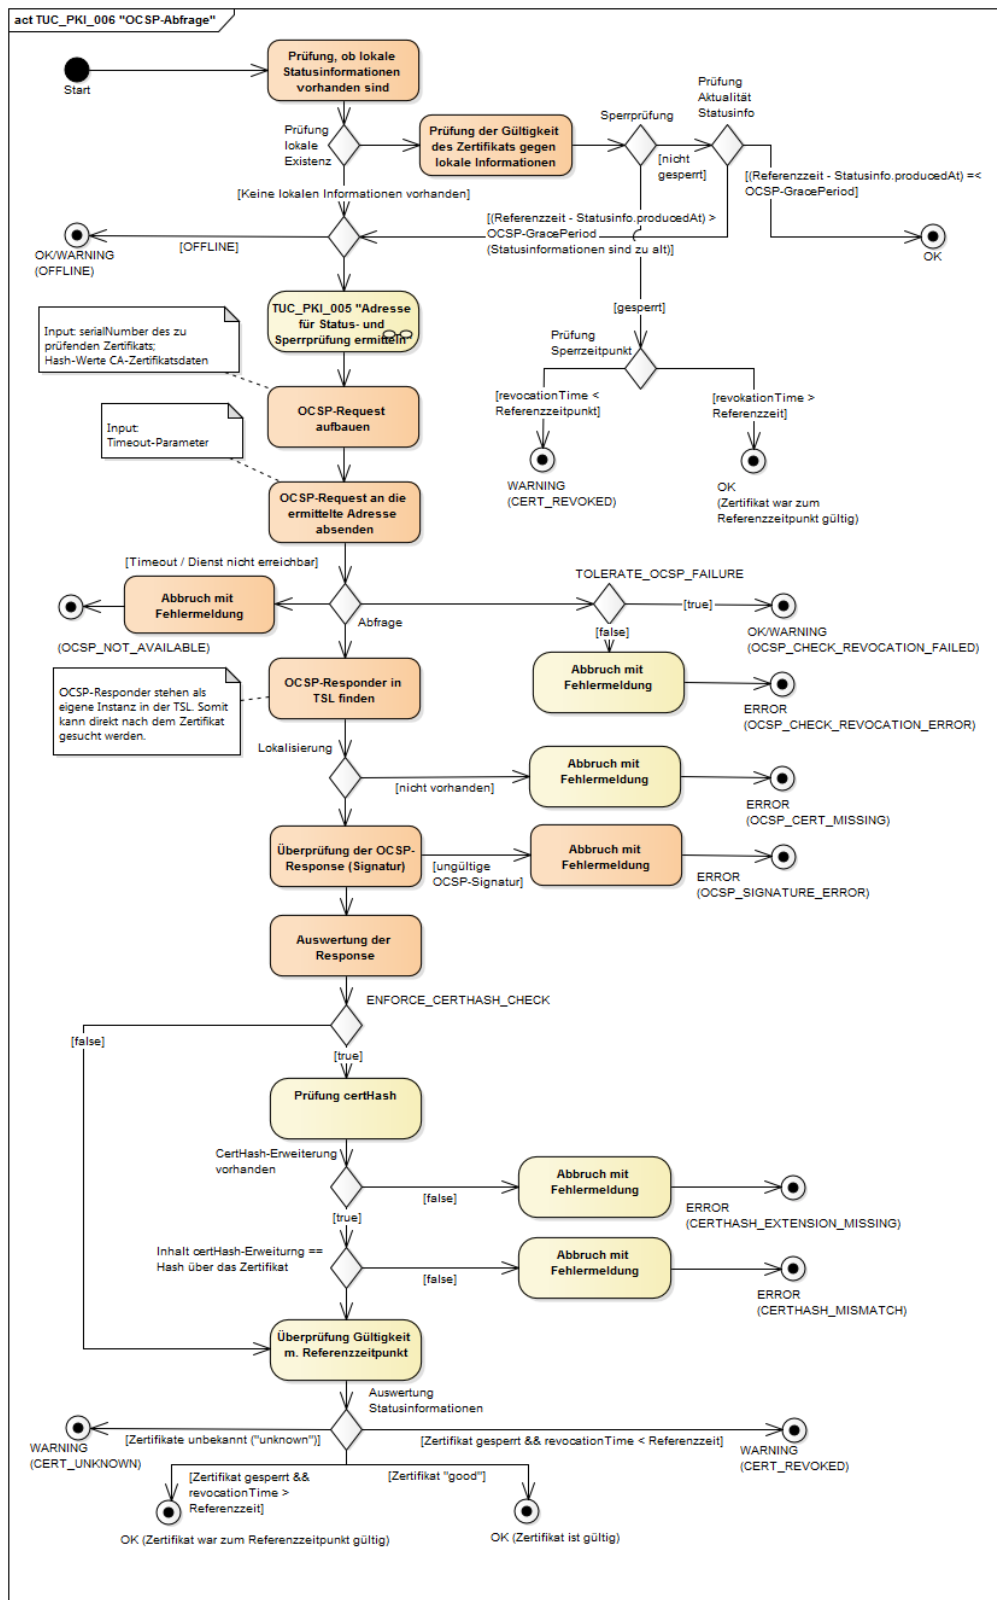 act TUC_PKI_006 "OCSP-Abfrage"
Start
Prüfung, ob lokale
Statusinformationen
vorhanden sind
Prüfung
lokale
Existenz
Prüfung der Gültigkeit
des Zertifikats gegen
lokale Informationen
Sperrprüfung
Prüfung
Aktualität
Statusinfo
[nicht
gesperrt]
[(Referenzzeit - Statusinfo.producedAt) =<
OCSP-GracePeriod]
[Keine lokalen Informationen vorhanden]
[(Referenzzeit - Statusinfo.producedAt) >
OCSP-GracePeriod
(Statusinformationen sind zu alt)]
[OFFLINE]
OK/WARNING
(OFFLINE)
OK
TUC_PKI_005 "Adresse
für Status- und
Sperrprüfung ermitteln"
[gesperrt]
Prüfung
Sperrzeitpunkt
Input: serialNumber des zu
prüfenden Zertifikats;
Hash-Werte CA-Zertifikatsdaten
[revocationTime <
Referenzzeitpunkt]
[revokationTime >
Referenzzeit]
OCSP-Request
aufbauen
Input:
Timeout-Parameter
WARNING
(CERT_REVOKED)
OK
(Zertifikat war zum
Referenzzeitpunkt gültig)
OCSP-Request an die
ermittelte Adresse
absenden
[Timeout / Dienst nicht erreichbar]
TOLERATE_OCSP_FAILURE
Abbruch mit
Fehlermeldung
(OCSP_NOT_AVAILABLE)
Abfrage
[true]
[false]
OK/WARNING
(OCSP_CHECK_REVOCATION_FAILED)
OCSP-Responder stehen als
eigene Instanz in der TSL. Somit
kann direkt nach dem Zertifikat
gesucht werden.
OCSP-Responder in
TSL finden
Abbruch mit
Fehlermeldung
ERROR
(OCSP_CHECK_REVOCATION_ERROR)
Lokalisierung
[nicht vorhanden]
Abbruch mit
Fehlermeldung
ERROR
(OCSP_CERT_MISSING)
Überprüfung der OCSP-
Response (Signatur)
[ungültige
OCSP-Signatur]
Abbruch mit
Fehlermeldung
ERROR
(OCSP_SIGNATURE_ERROR)
Auswertung der
Response
ENFORCE_CERTHASH_CHECK
[false]
[true]
Prüfung certHash
CertHash-Erweiterung
vorhanden
[false]
Abbruch mit
Fehlermeldung
ERROR
(CERTHASH_EXTENSION_MISSING)
[true]
Inhalt certHash-Erweiturng ==
Hash über das Zertifikat
[false]
Abbruch mit
Fehlermeldung
ERROR
(CERTHASH_MISMATCH)
Überprüfung Gültigkeit
m. Referenzzeitpunkt
Auswertung
Statusinformationen
[Zertifikate unbekannt ("unknown")]
[Zertifikat gesperrt && revocationTime < Referenzzeit]
WARNING
(CERT_UNKNOWN)
WARNING
(CERT_REVOKED)
[Zertifikat gesperrt &&
revocationTime >
Referenzzeit]
[Zertifikat "good"]
OK (Zertifikat war zum Referenzzeitpunkt gültig)
OK (Zertifikat ist gültig)